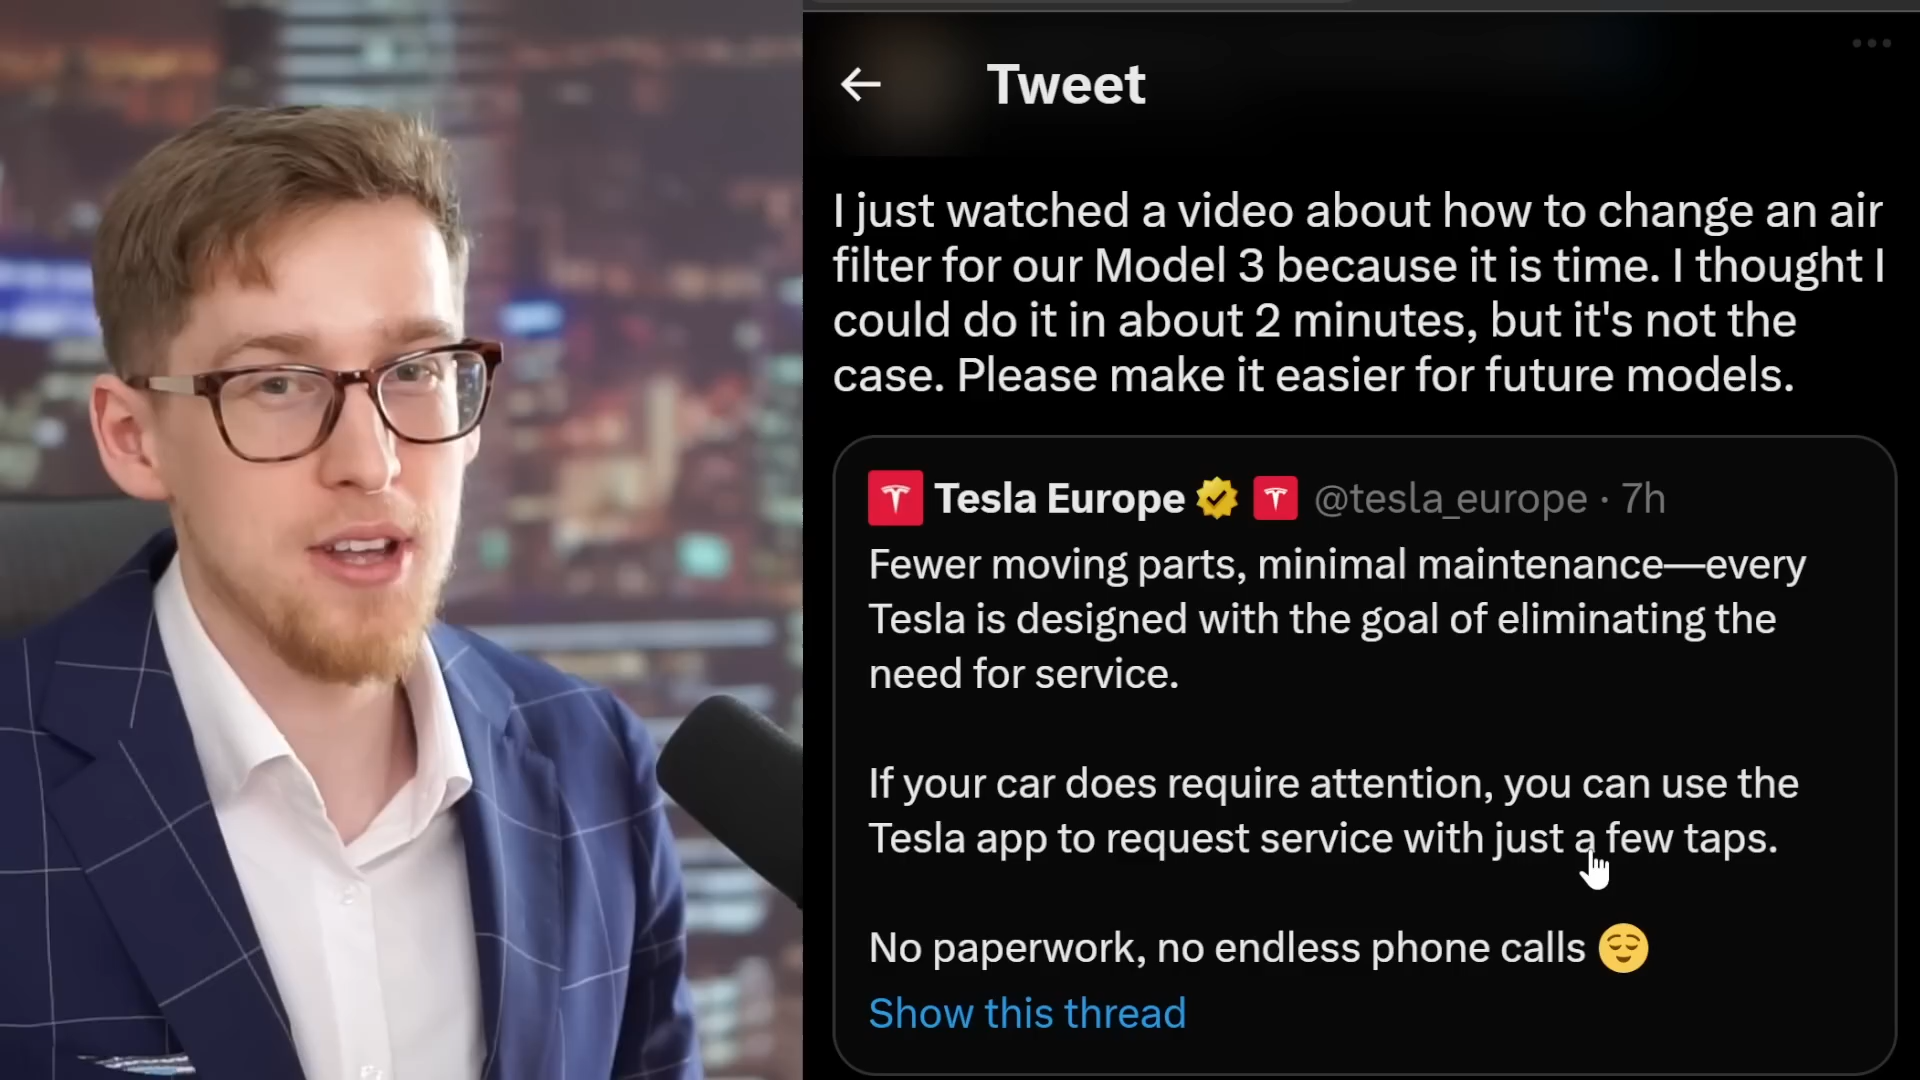 Tweet
I just watched a video about how to change an air
filter for our Model 3 because it is time. I thought I
could do it in about 2 minutes, but it's not the
case. Please make it easier for future models.
Tesla Europe @tesla_europe · 7h
Fewer moving parts, minimal maintenance—every
Tesla is designed with the goal of eliminating the
need for service.
If your car does require attention, you can use the
Tesla app to request service with just a few taps.
No paperwork, no endless phone calls 😌
Show this thread